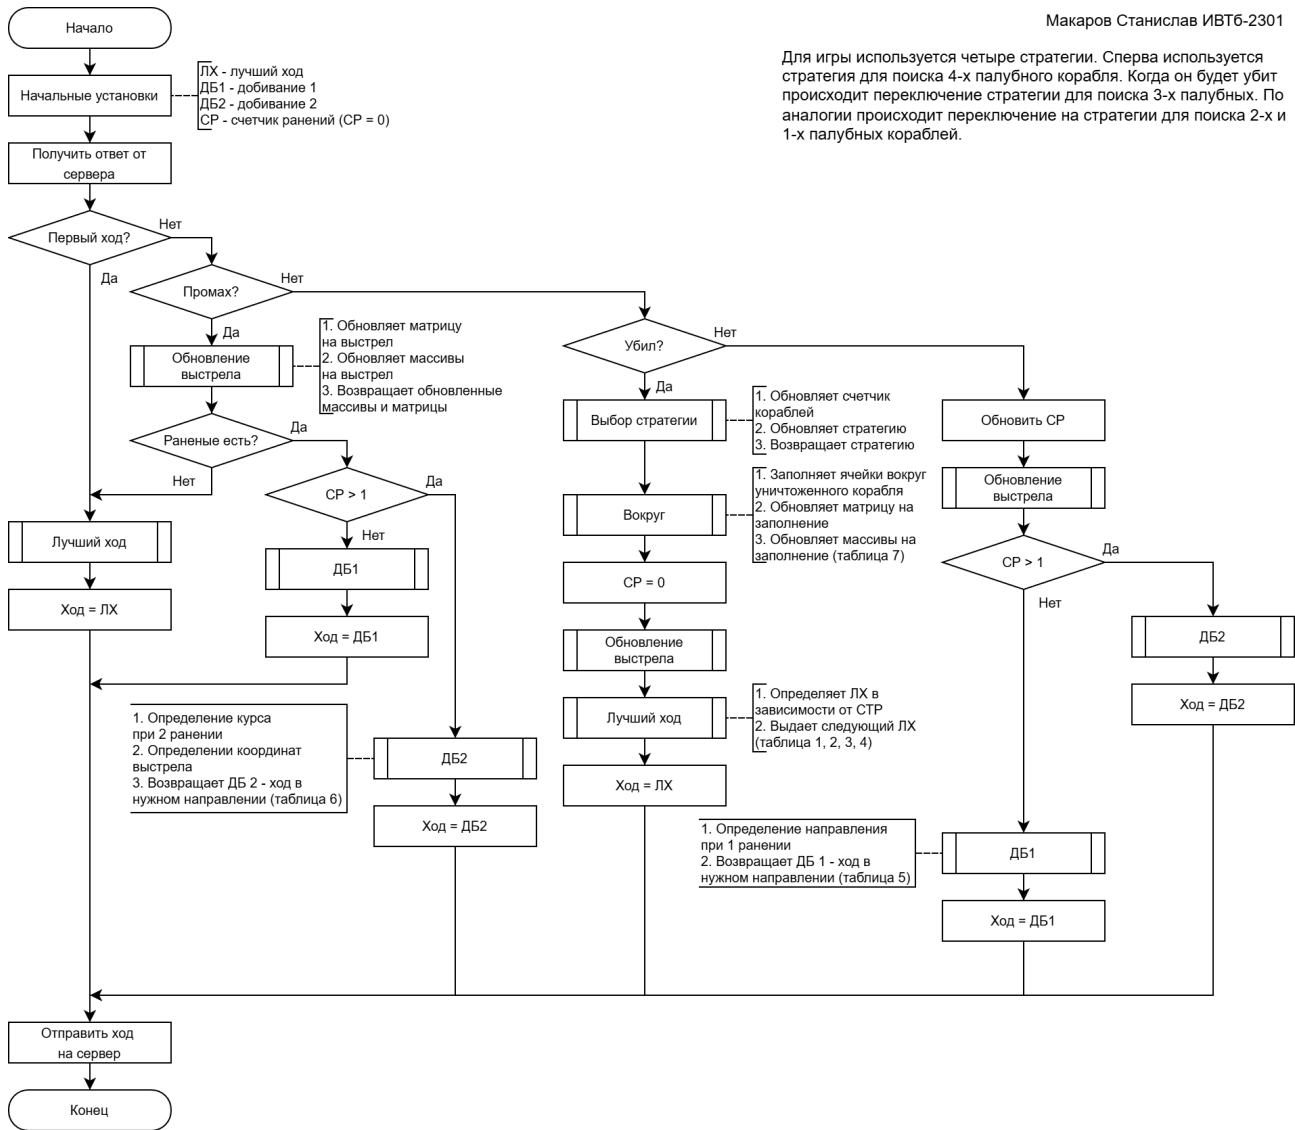 Макаров Станислав ИВТб-2301
Для игры используется четыре стратегии. Сперва используется
стратегия для поиска 4-х палубного корабля. Когда он будет убит
происходит переключение стратегии для поиска 3-х палубных. По
аналогии происходит переключение на стратегии для поиска 2-х и
1-х палубных кораблей.
Начало
Начальные установки
ЛХ - лучший ход
ДБ1 - добивание 1
ДБ2 - добивание 2
СР - счетчик ранений (СР = 0)
Получить ответ от
сервера
Первый ход?
Нет
Да
Промах?
Нет
Да
Обновление
выстрела
1. Обновляет матрицу
на выстрел
2. Обновляет массивы
на выстрел
3. Возвращает обновленные
массивы и матрицы
Раненые есть?
Да
Нет
СР > 1
Да
Нет
Лучший ход
Ход = ЛХ
ДБ1
Ход = ДБ1
1. Определение курса
при 2 ранении
2. Определении координат
выстрела
3. Возвращает ДБ 2 - ход в
нужном направлении (таблица 6)
ДБ2
Ход = ДБ2
Убил?
Нет
Да
Выбор стратегии
1. Обновляет счетчик
кораблей
2. Обновляет стратегию
3. Возвращает стратегию
Вокруг
1. Заполняет ячейки вокруг
уничтоженного корабля
2. Обновляет матрицу на
заполнение
3. Обновляет массивы на
заполнение (таблица 7)
СР = 0
Обновление
выстрела
Лучший ход
1. Определяет ЛХ в
зависимости от СТР
2. Выдает следующий ЛХ
(таблица 1, 2, 3, 4)
Ход = ЛХ
Обновить СР
Обновление
выстрела
СР > 1
Да
Нет
ДБ2
Ход = ДБ2
1. Определение направления
при 1 ранении
2. Возвращает ДБ 1 - ход в
нужном направлении (таблица 5)
ДБ1
Ход = ДБ1
Отправить ход
на сервер
Конец